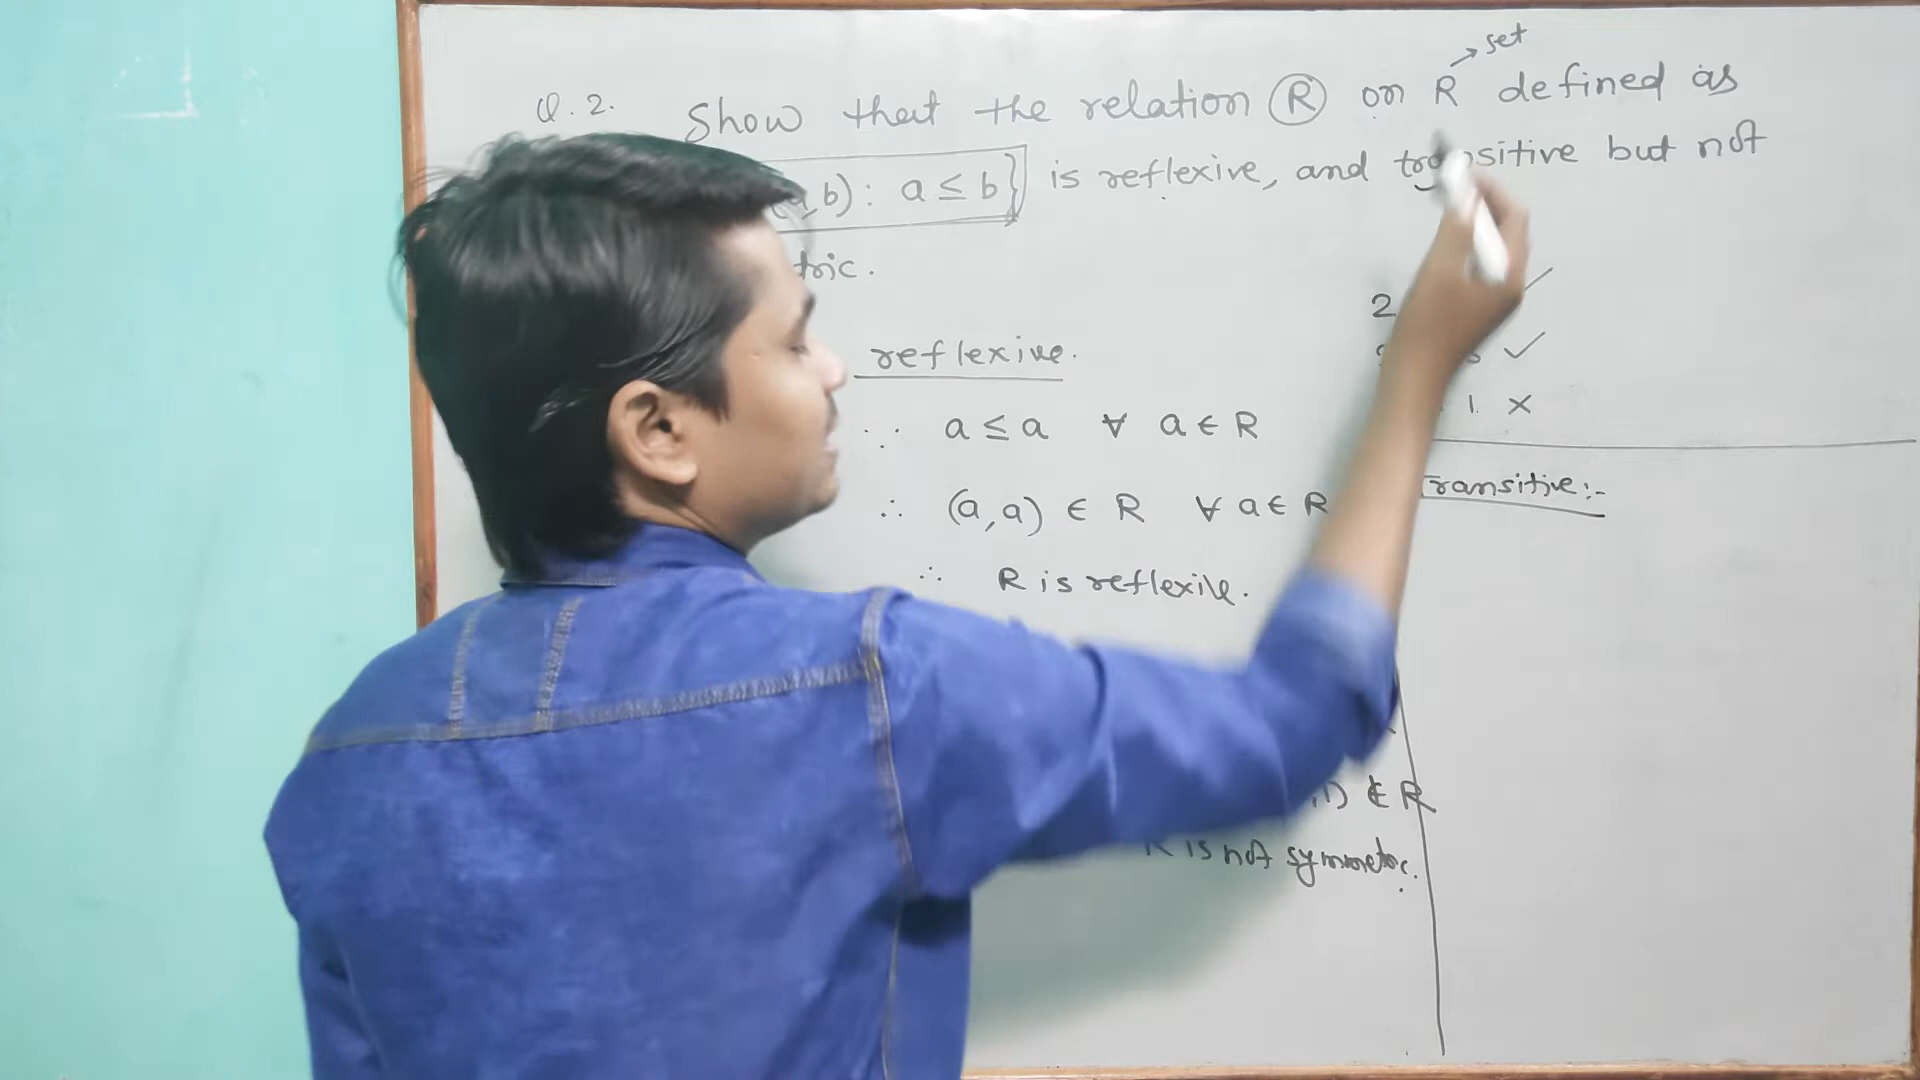 set
Q.2. Show that the relation R on R defined as
b): a ≤ b} is reflexive, and transitive but not
tric.
2 ✓
reflexive.
✓
1. ×
∵ a ≤ a ∀ a ∈ R
Transitive:-
∴ (a,a) ∈ R ∀ a ∈ R
∴ R is reflexive.
∉ R
R is not symmetric.